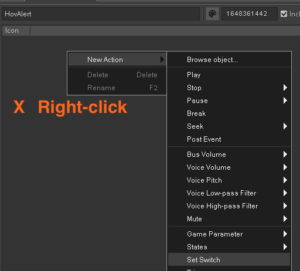 HovAlert 1648361442 Incl
Icon
New Action
Delete Delete
Rename F2
X Right-click
Browse object...
Play
Stop
Pause
Break
Seek
Post Event
Bus Volume
Voice Volume
Voice Pitch
Voice Low-pass Filter
Voice High-pass Filter
Mute
Game Parameter
States
Set Switch